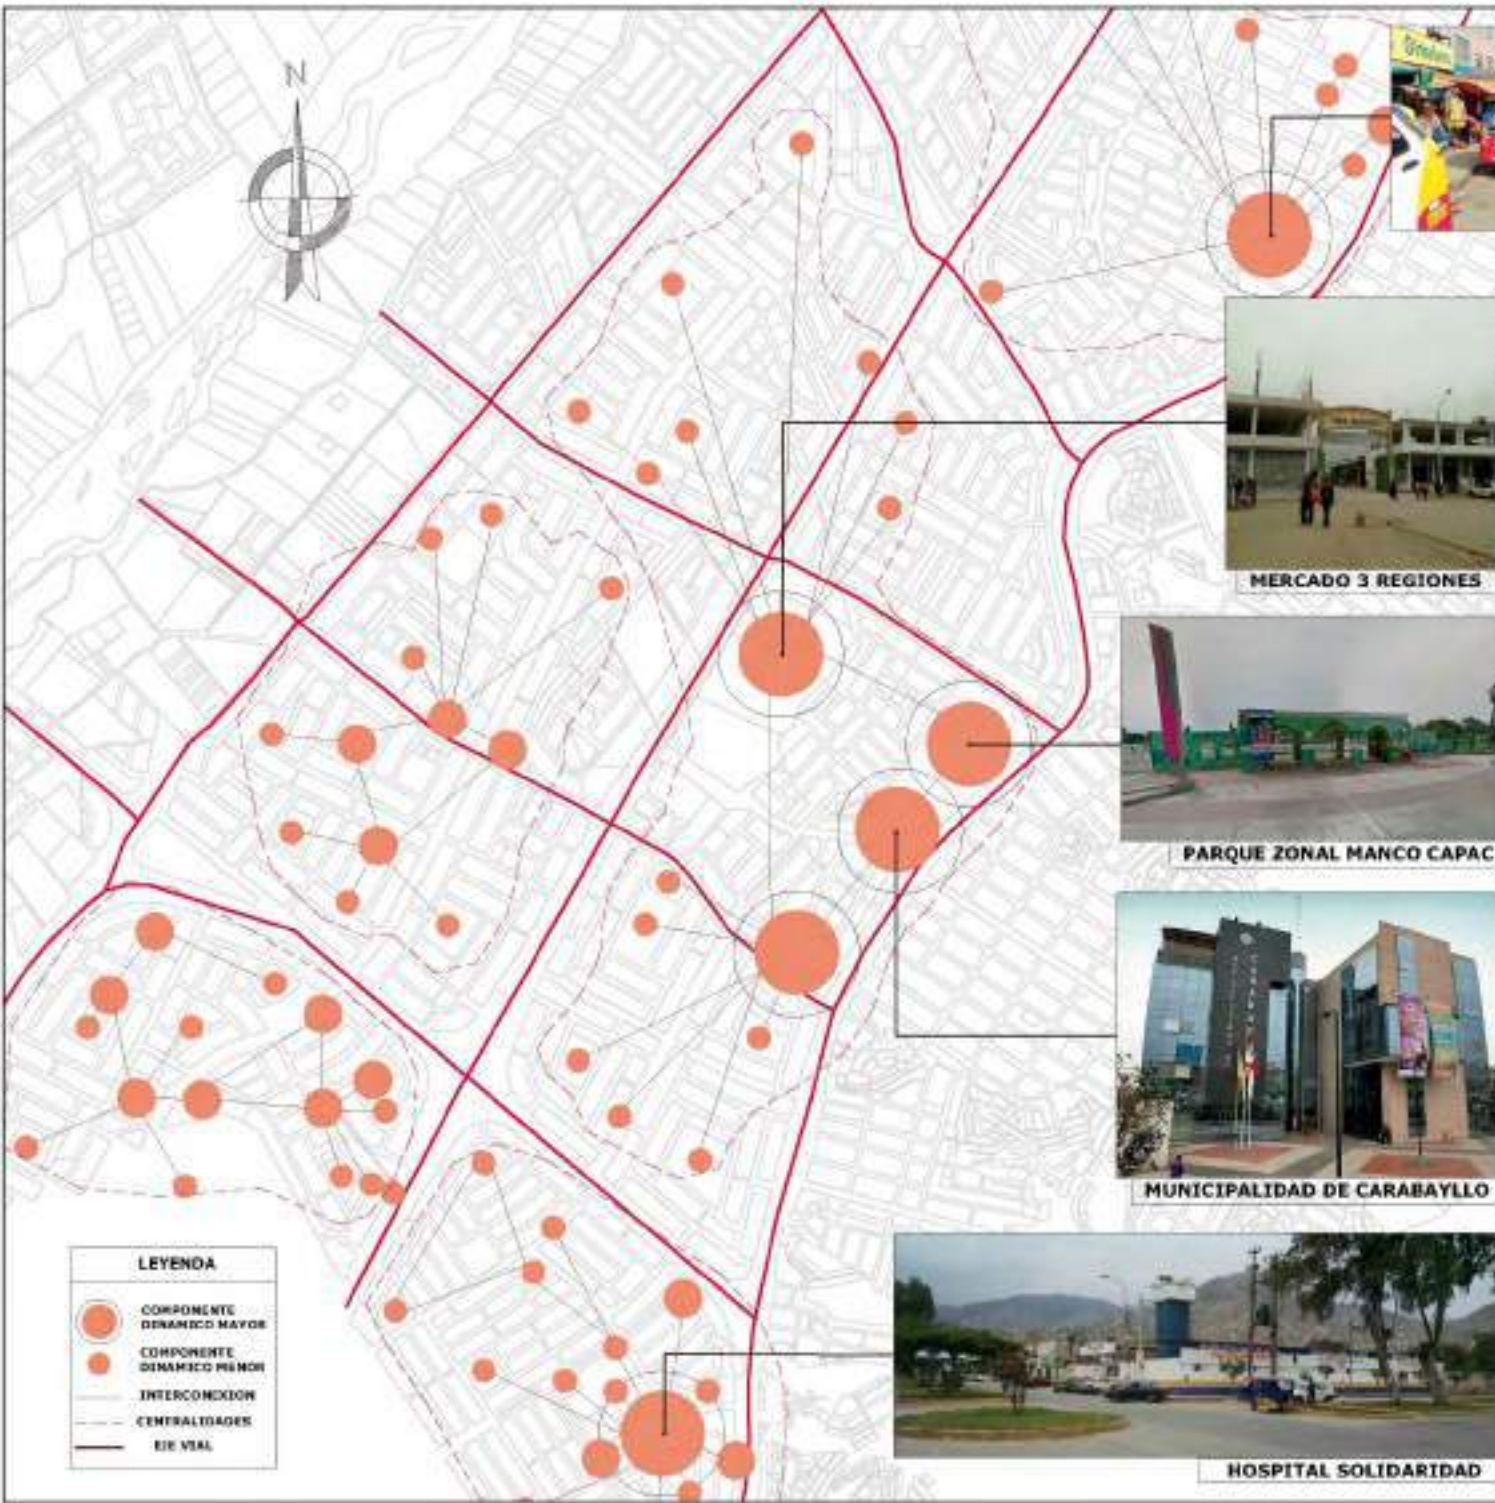 N
MERCADO 3 REGIONES
PARQUE ZONAL MANCO CAPAC
MUNICIPALIDAD DE CARABAYLLO
HOSPITAL SOLIDARIDAD
LEYENDA
COMPONENTE
DINAMICO MAYOR
COMPONENTE
DINAMICO MENOR
INTERCONEXION
CENTRALIDADES
EJE VIAL